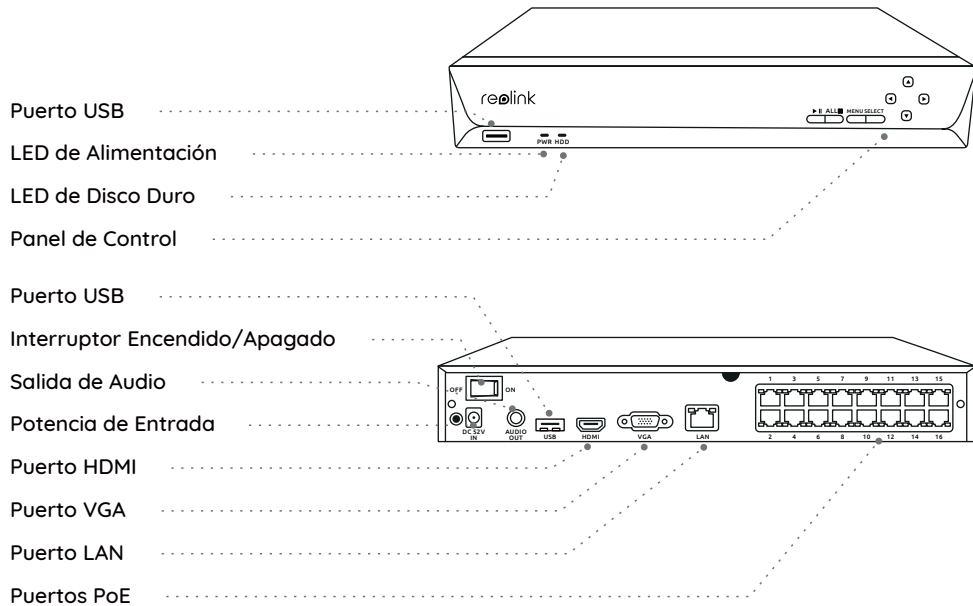 reolink
▶⏸ ALL■ MENU SELECT
Puerto USB
PWR HDD
LED de Alimentación
LED de Disco Duro
Panel de Control
Puerto USB
Interruptor Encendido/Apagado
1 3 5 7 9 11 13 15
Salida de Audio
OFF ON
Potencia de Entrada
DC 52V IN
AUDIO OUT
USB HDMI VGA LAN
2 4 6 8 10 12 14 16
Puerto HDMI
Puerto VGA
Puerto LAN
Puertos PoE